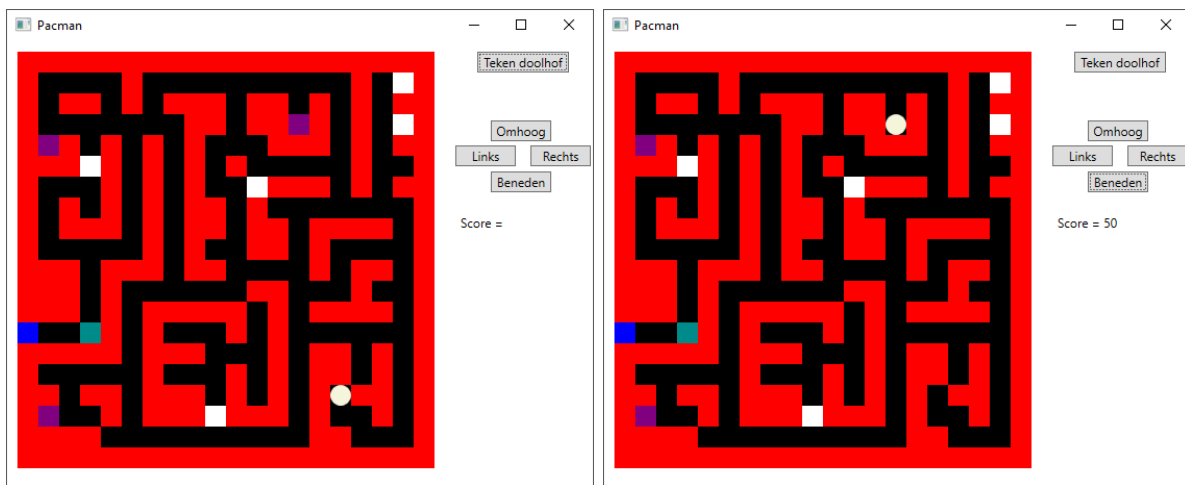 Pacman
Teken doolhof
Omhoog
Links Rechts
Beneden
Score =
Pacman
Teken doolhof
Omhoog
Links Rechts
Beneden
Score = 50